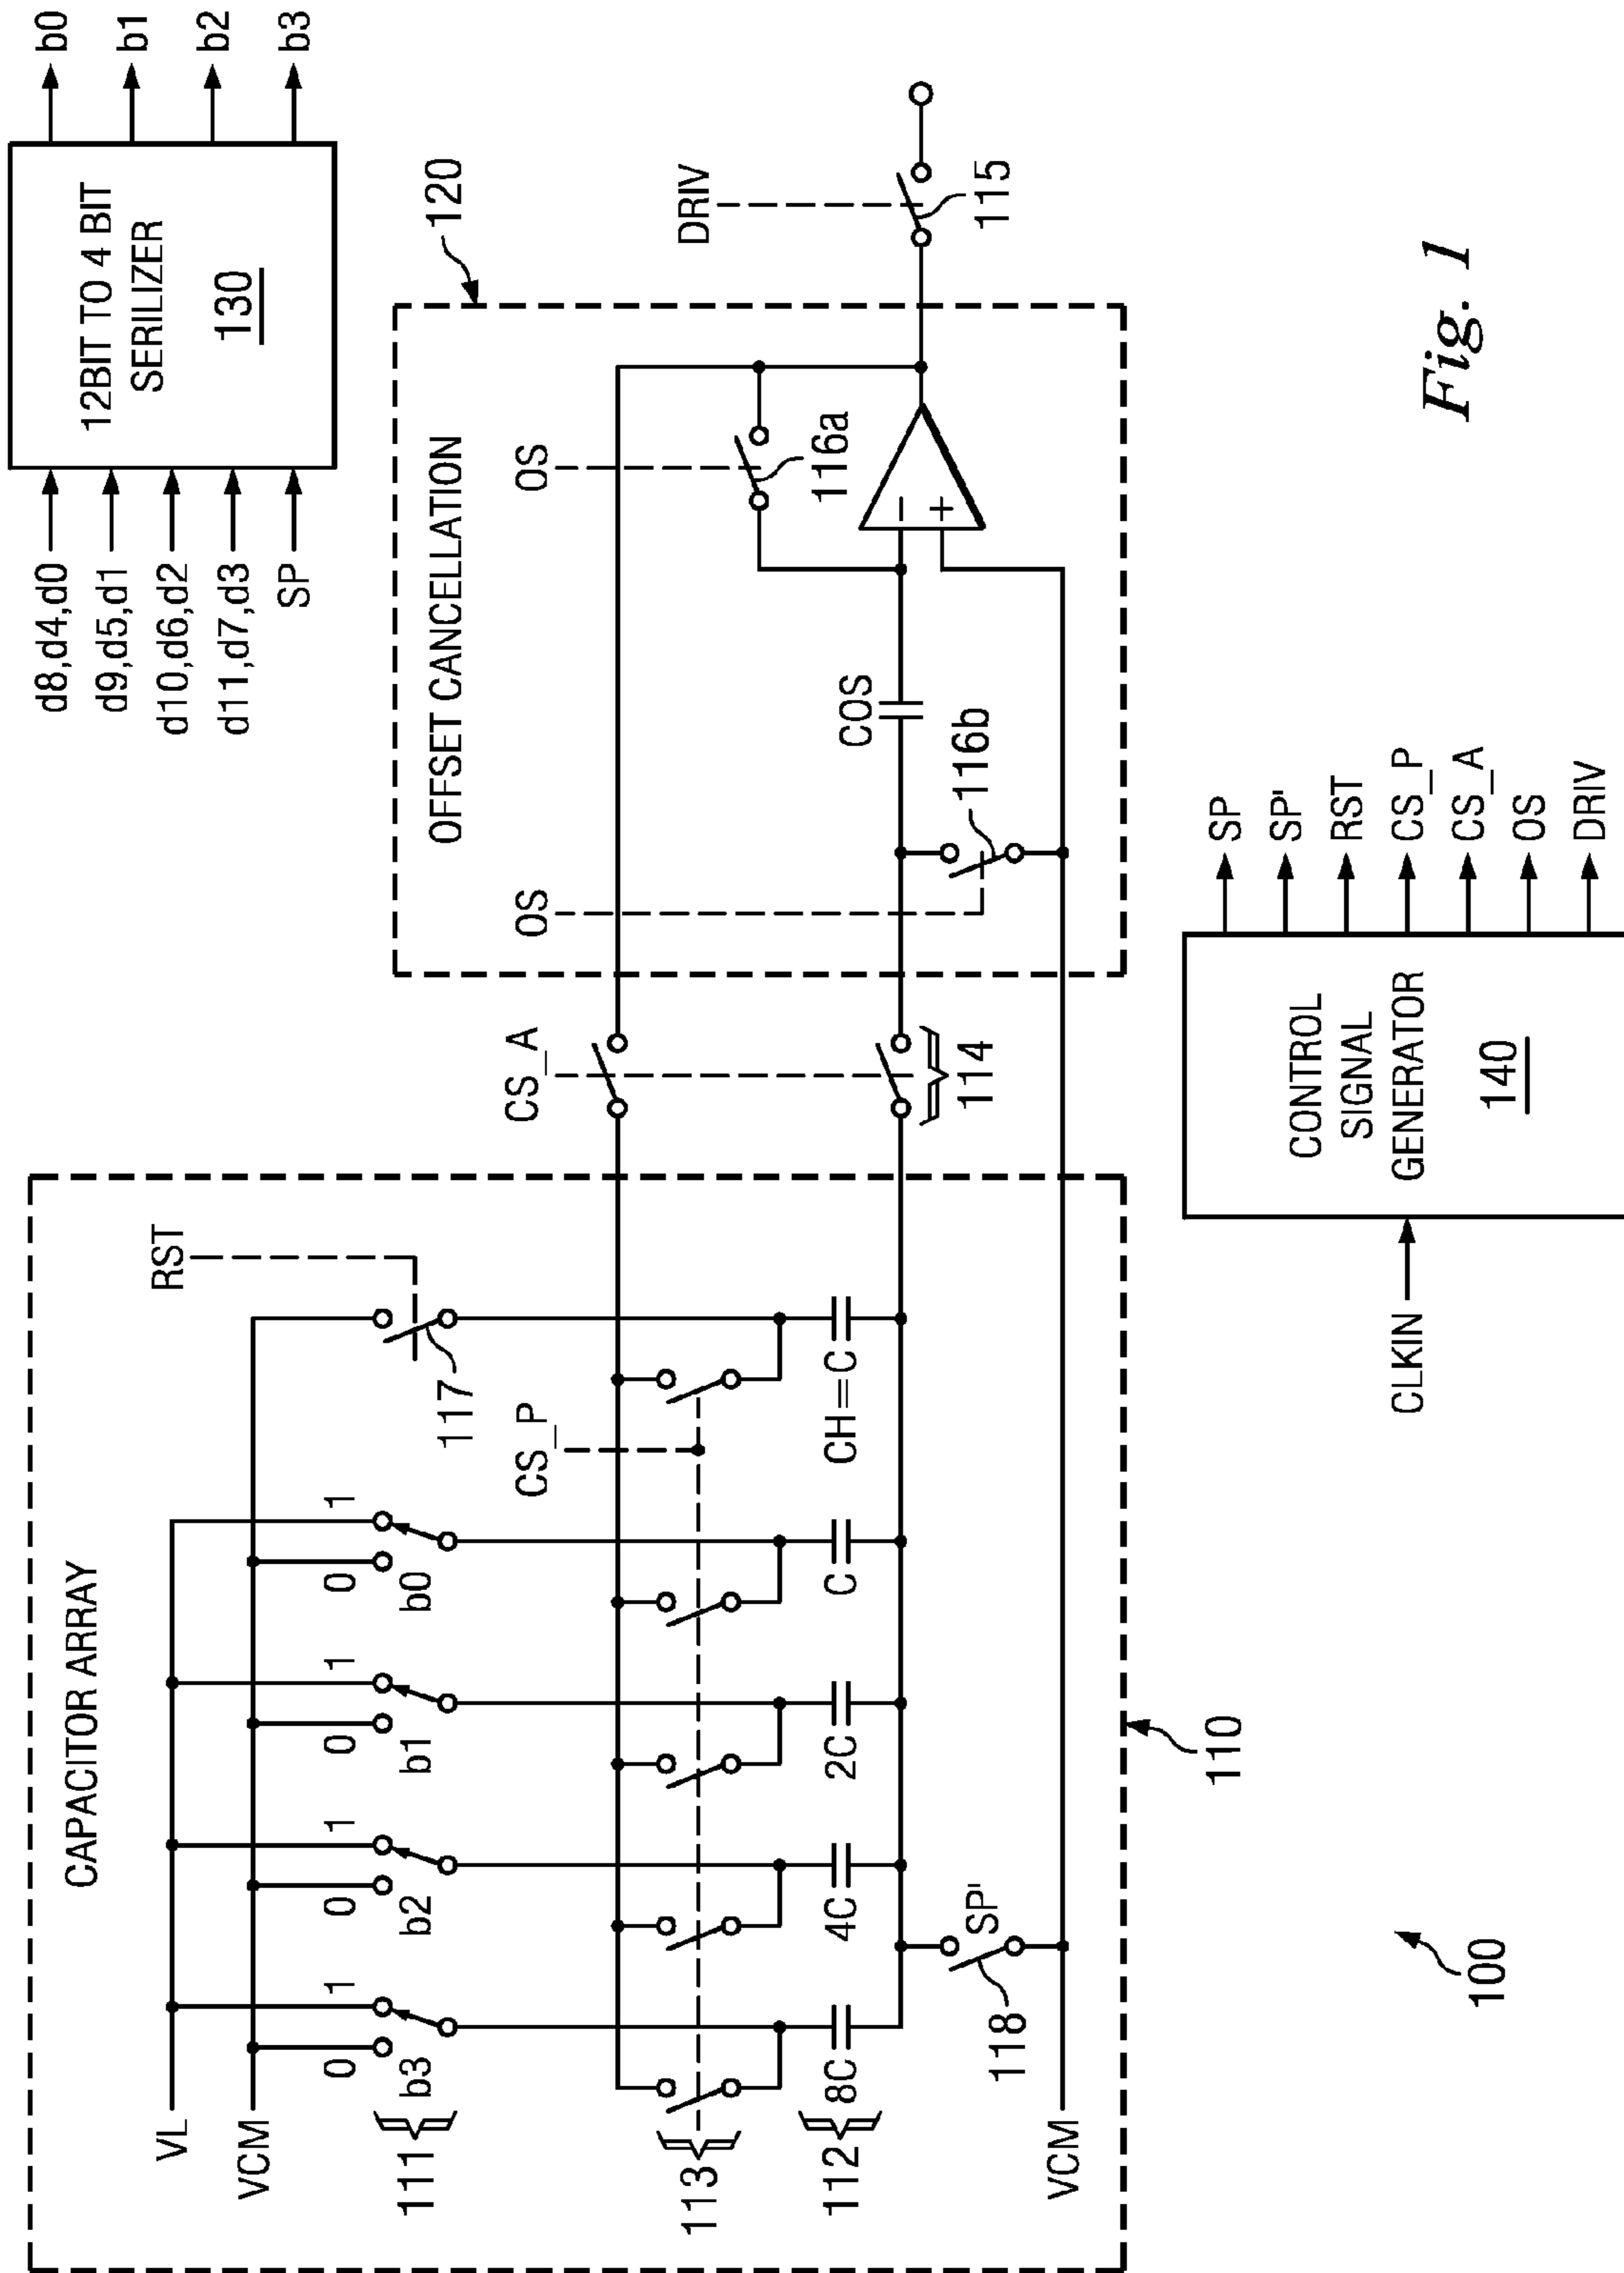 CAPACITOR ARRAY
VL
VCM
0 1 0 1 0 1 0 1
b3 b2 b1 b0
RST
111
117
CS_P
113
112
8C 4C 2C C CH=C
118
SP'
VCM
110
100
CS_A
114
OFFSET CANCELLATION
120
OS
OS
116a
COS
116b
−
+
DRIV
115
d8,d4,d0
d9,d5,d1
d10,d6,d2
d11,d7,d3
SP
12BIT TO 4 BIT
SERILIZER
130
b0
b1
b2
b3
CLKIN
CONTROL
SIGNAL
GENERATOR
140
SP
SP'
RST
CS_P
CS_A
OS
DRIV
Fig. 1